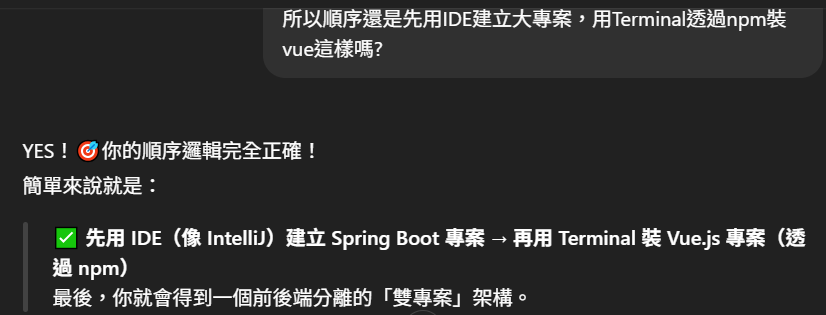 所以順序還是先用IDE建立大專案，用Terminal透過npm裝
vue這樣嗎?
YES！🎯你的順序邏輯完全正確！
簡單來說就是：
✅ 先用 IDE（像 IntelliJ）建立 Spring Boot 專案 → 再用 Terminal 裝 Vue.js 專案（透
過 npm）
最後，你就會得到一個前後端分離的「雙專案」架構。